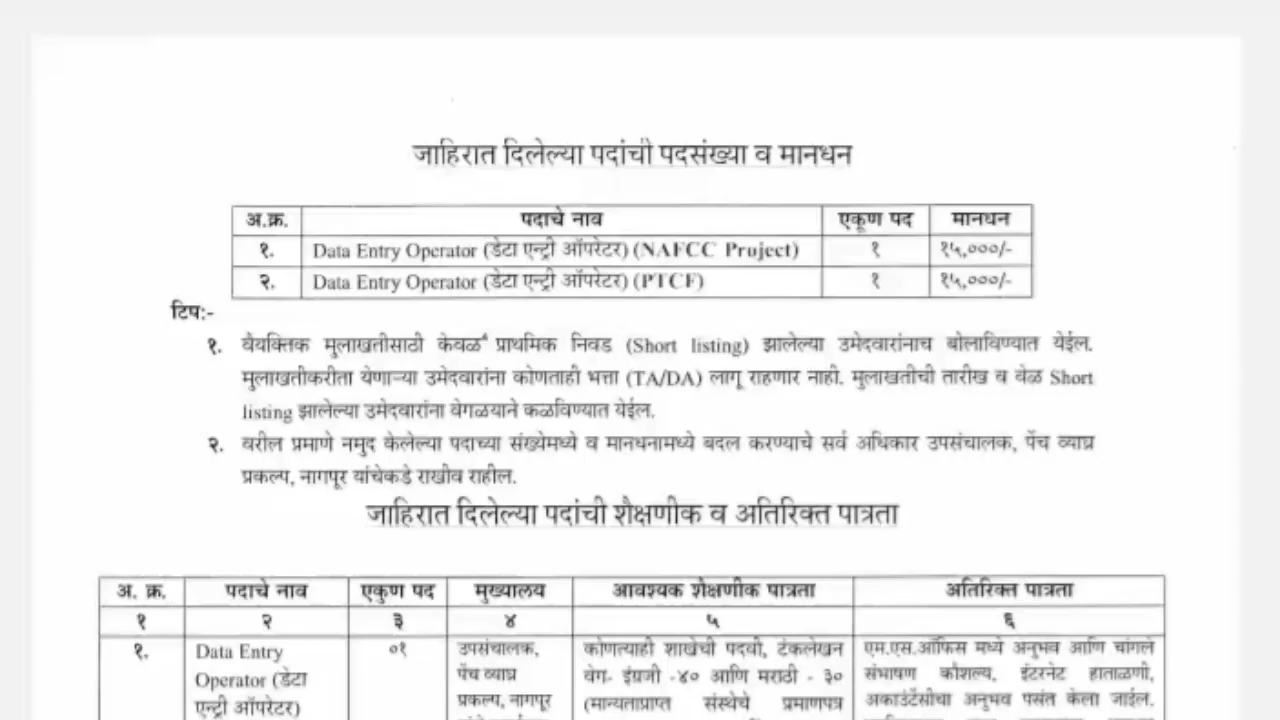 जाहिरात दिलेल्या पदांची पदसंख्या व मानधन
अ.क्र. पदाचे नाव एकूण पद मानधन
१. Data Entry Operator (डेटा एन्ट्री ऑपरेटर) (NAFCC Project) १ १५,०००/-
२. Data Entry Operator (डेटा एन्ट्री ऑपरेटर) (PTCF) १ १५,०००/-
टिपः-
१. वैयक्तिक मुलाखतीसाठी केवळ प्राथमिक निवड (Short listing) झालेल्या उमेदवारांनाच बोलाविण्यात येईल.
मुलाखतीकरीता येणाऱ्या उमेदवारांना कोणताही भत्ता (TA/DA) लागू राहणार नाही. मुलाखतीची तारीख व वेळ Short
listing झालेल्या उमेदवारांना वेगळयाने कळविण्यात येईल.
२. वरील प्रमाणे नमुद केलेल्या पदाच्या संख्येमध्ये व मानधनामध्ये बदल करण्याचे सर्व अधिकार उपसंचालक, पेंच व्याघ्र
प्रकल्प, नागपूर यांचेकडे राखीव राहील.
जाहिरात दिलेल्या पदांची शैक्षणीक व अतिरिक्त पात्रता
अ. क्र. पदाचे नाव एकुण पद मुख्यालय आवश्यक शैक्षणीक पात्रता अतिरिक्त पात्रता
१ २ ३ ४ ५ ६
१. Data Entry ०१ उपसंचालक, कोणत्याही शाखेची पदवी, टंकलेखन एम.एस.ऑफिस मध्ये अनुभव आणि चांगले
Operator (डेटा पेंच व्याघ्र वेग- इंग्रजी -४० आणि मराठी - ३० संभाषण कौशल्य, इंटरनेट हाताळणी,
एन्ट्री ऑपरेटर) प्रकल्प, नागपूर (मान्यताप्राप्त संस्थेचे प्रमाणपत्र अकाउंटेंसीचा अनुभव पसंत केला जाईल.